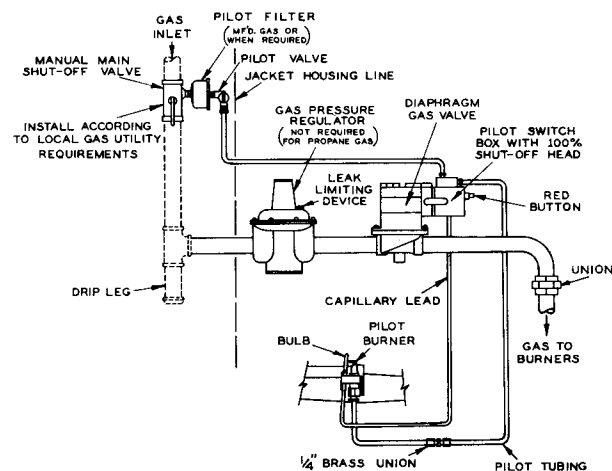 GAS
INLET
PILOT FILTER
(MF'D. GAS OR
WHEN REQUIRED)
PILOT VALVE
JACKET HOUSING LINE
MANUAL MAIN
SHUT-OFF VALVE
INSTALL ACCORDING
TO LOCAL GAS UTILITY
REQUIREMENTS
GAS PRESSURE
REGULATOR
(NOT REQUIRED
FOR PROPANE GAS)
LEAK
LIMITING
DEVICE
DIAPHRAGM
GAS VALVE
PILOT SWITCH
BOX WITH 100%
SHUT-OFF HEAD
RED
BUTTON
DRIP LEG
CAPILLARY LEAD
UNION
GAS TO
BURNERS
BULB
PILOT
BURNER
1/4" BRASS UNION
PILOT TUBING